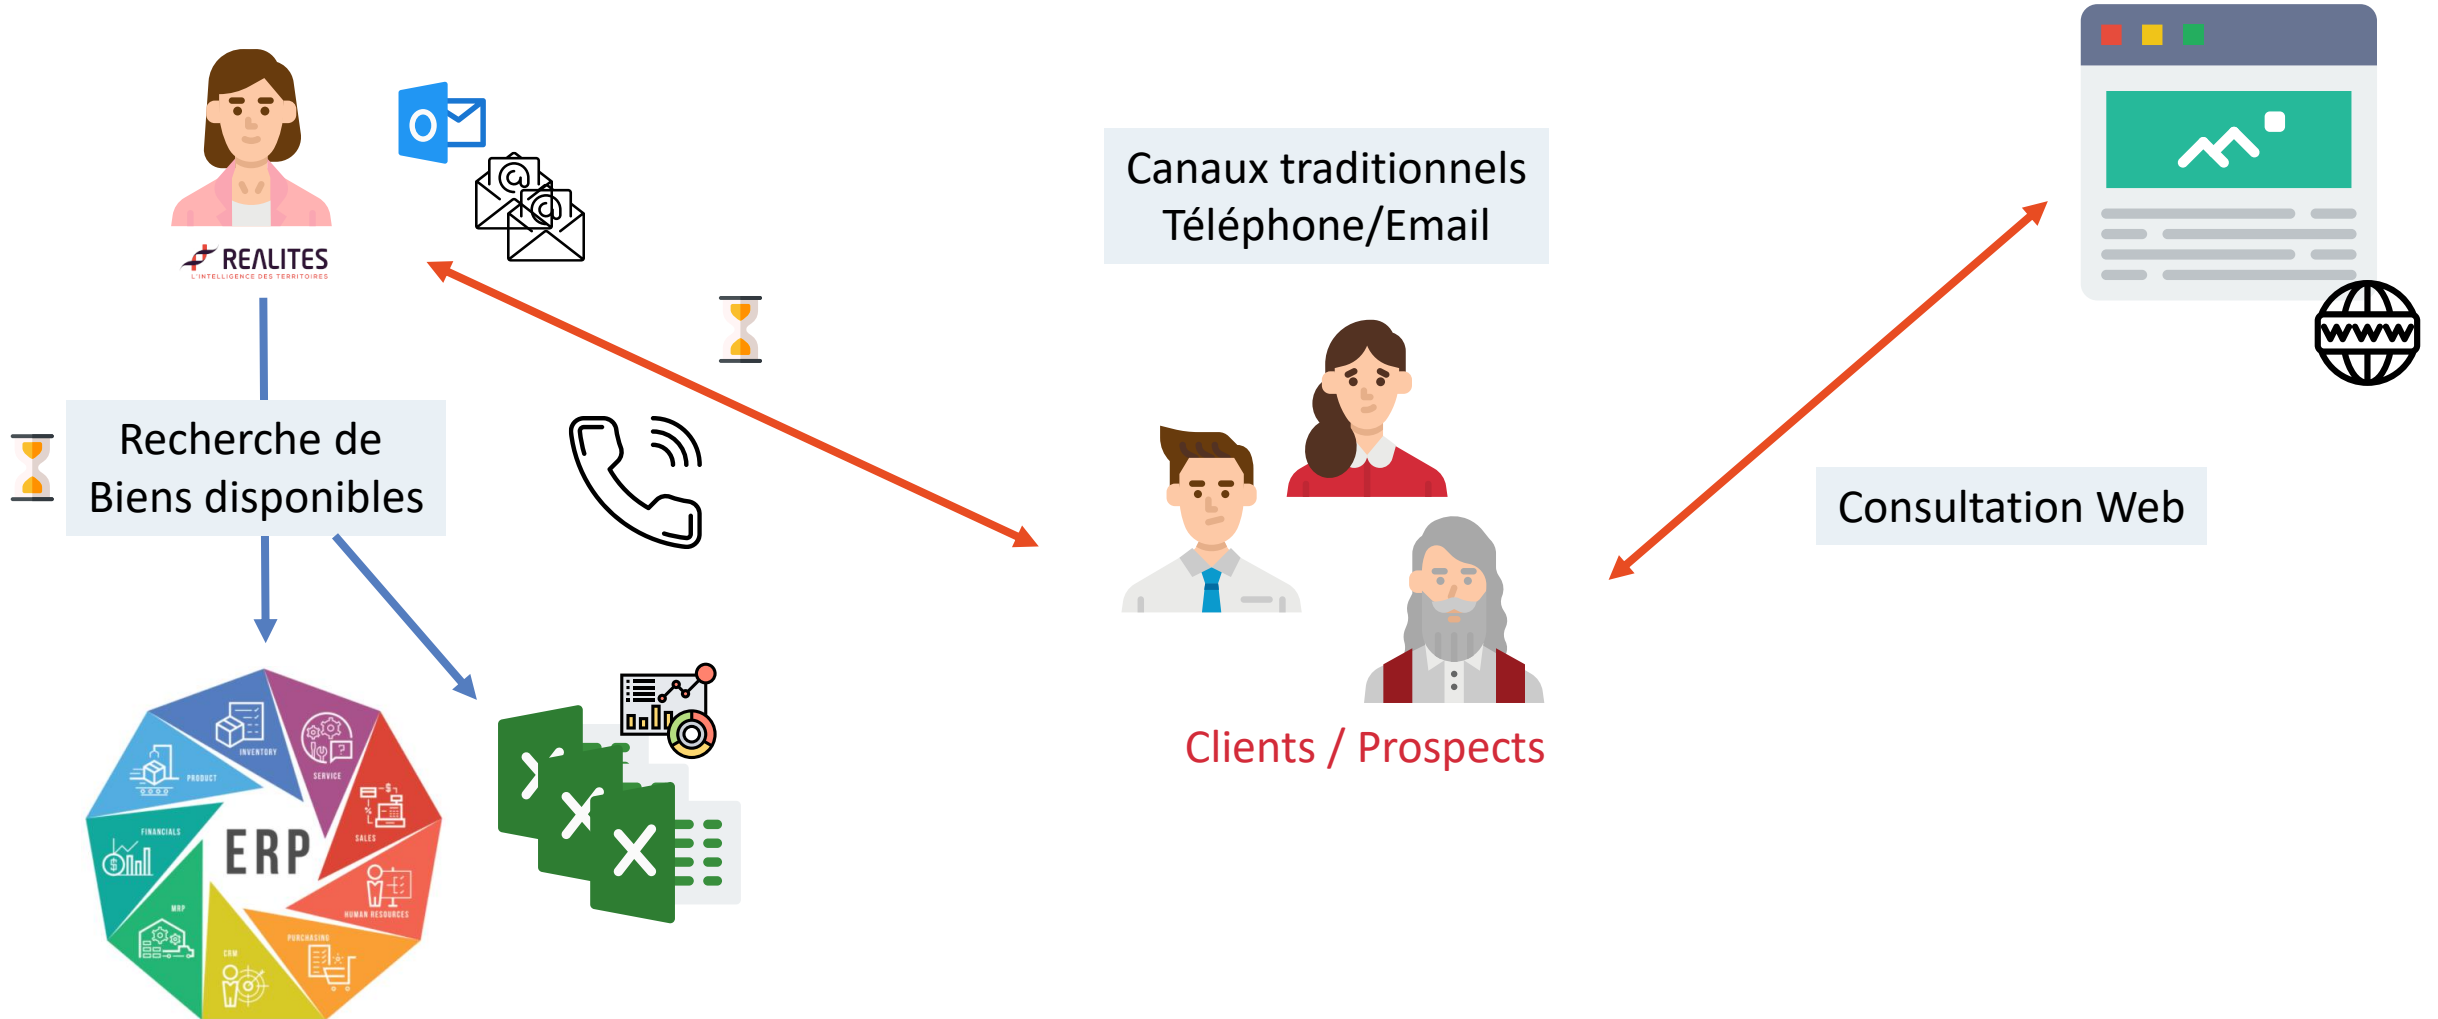 REALITES
L'INTELLIGENCE DES TERRITOIRES
Canaux traditionnels
Téléphone/Email
WWW
Recherche de
Biens disponibles
Consultation Web
Clients / Prospects
ERP
INVENTORY
SERVICE
SALES
HUMAN RESOURCES
PURCHASING
CRM
MRP
FINANCIALS
PRODUCT